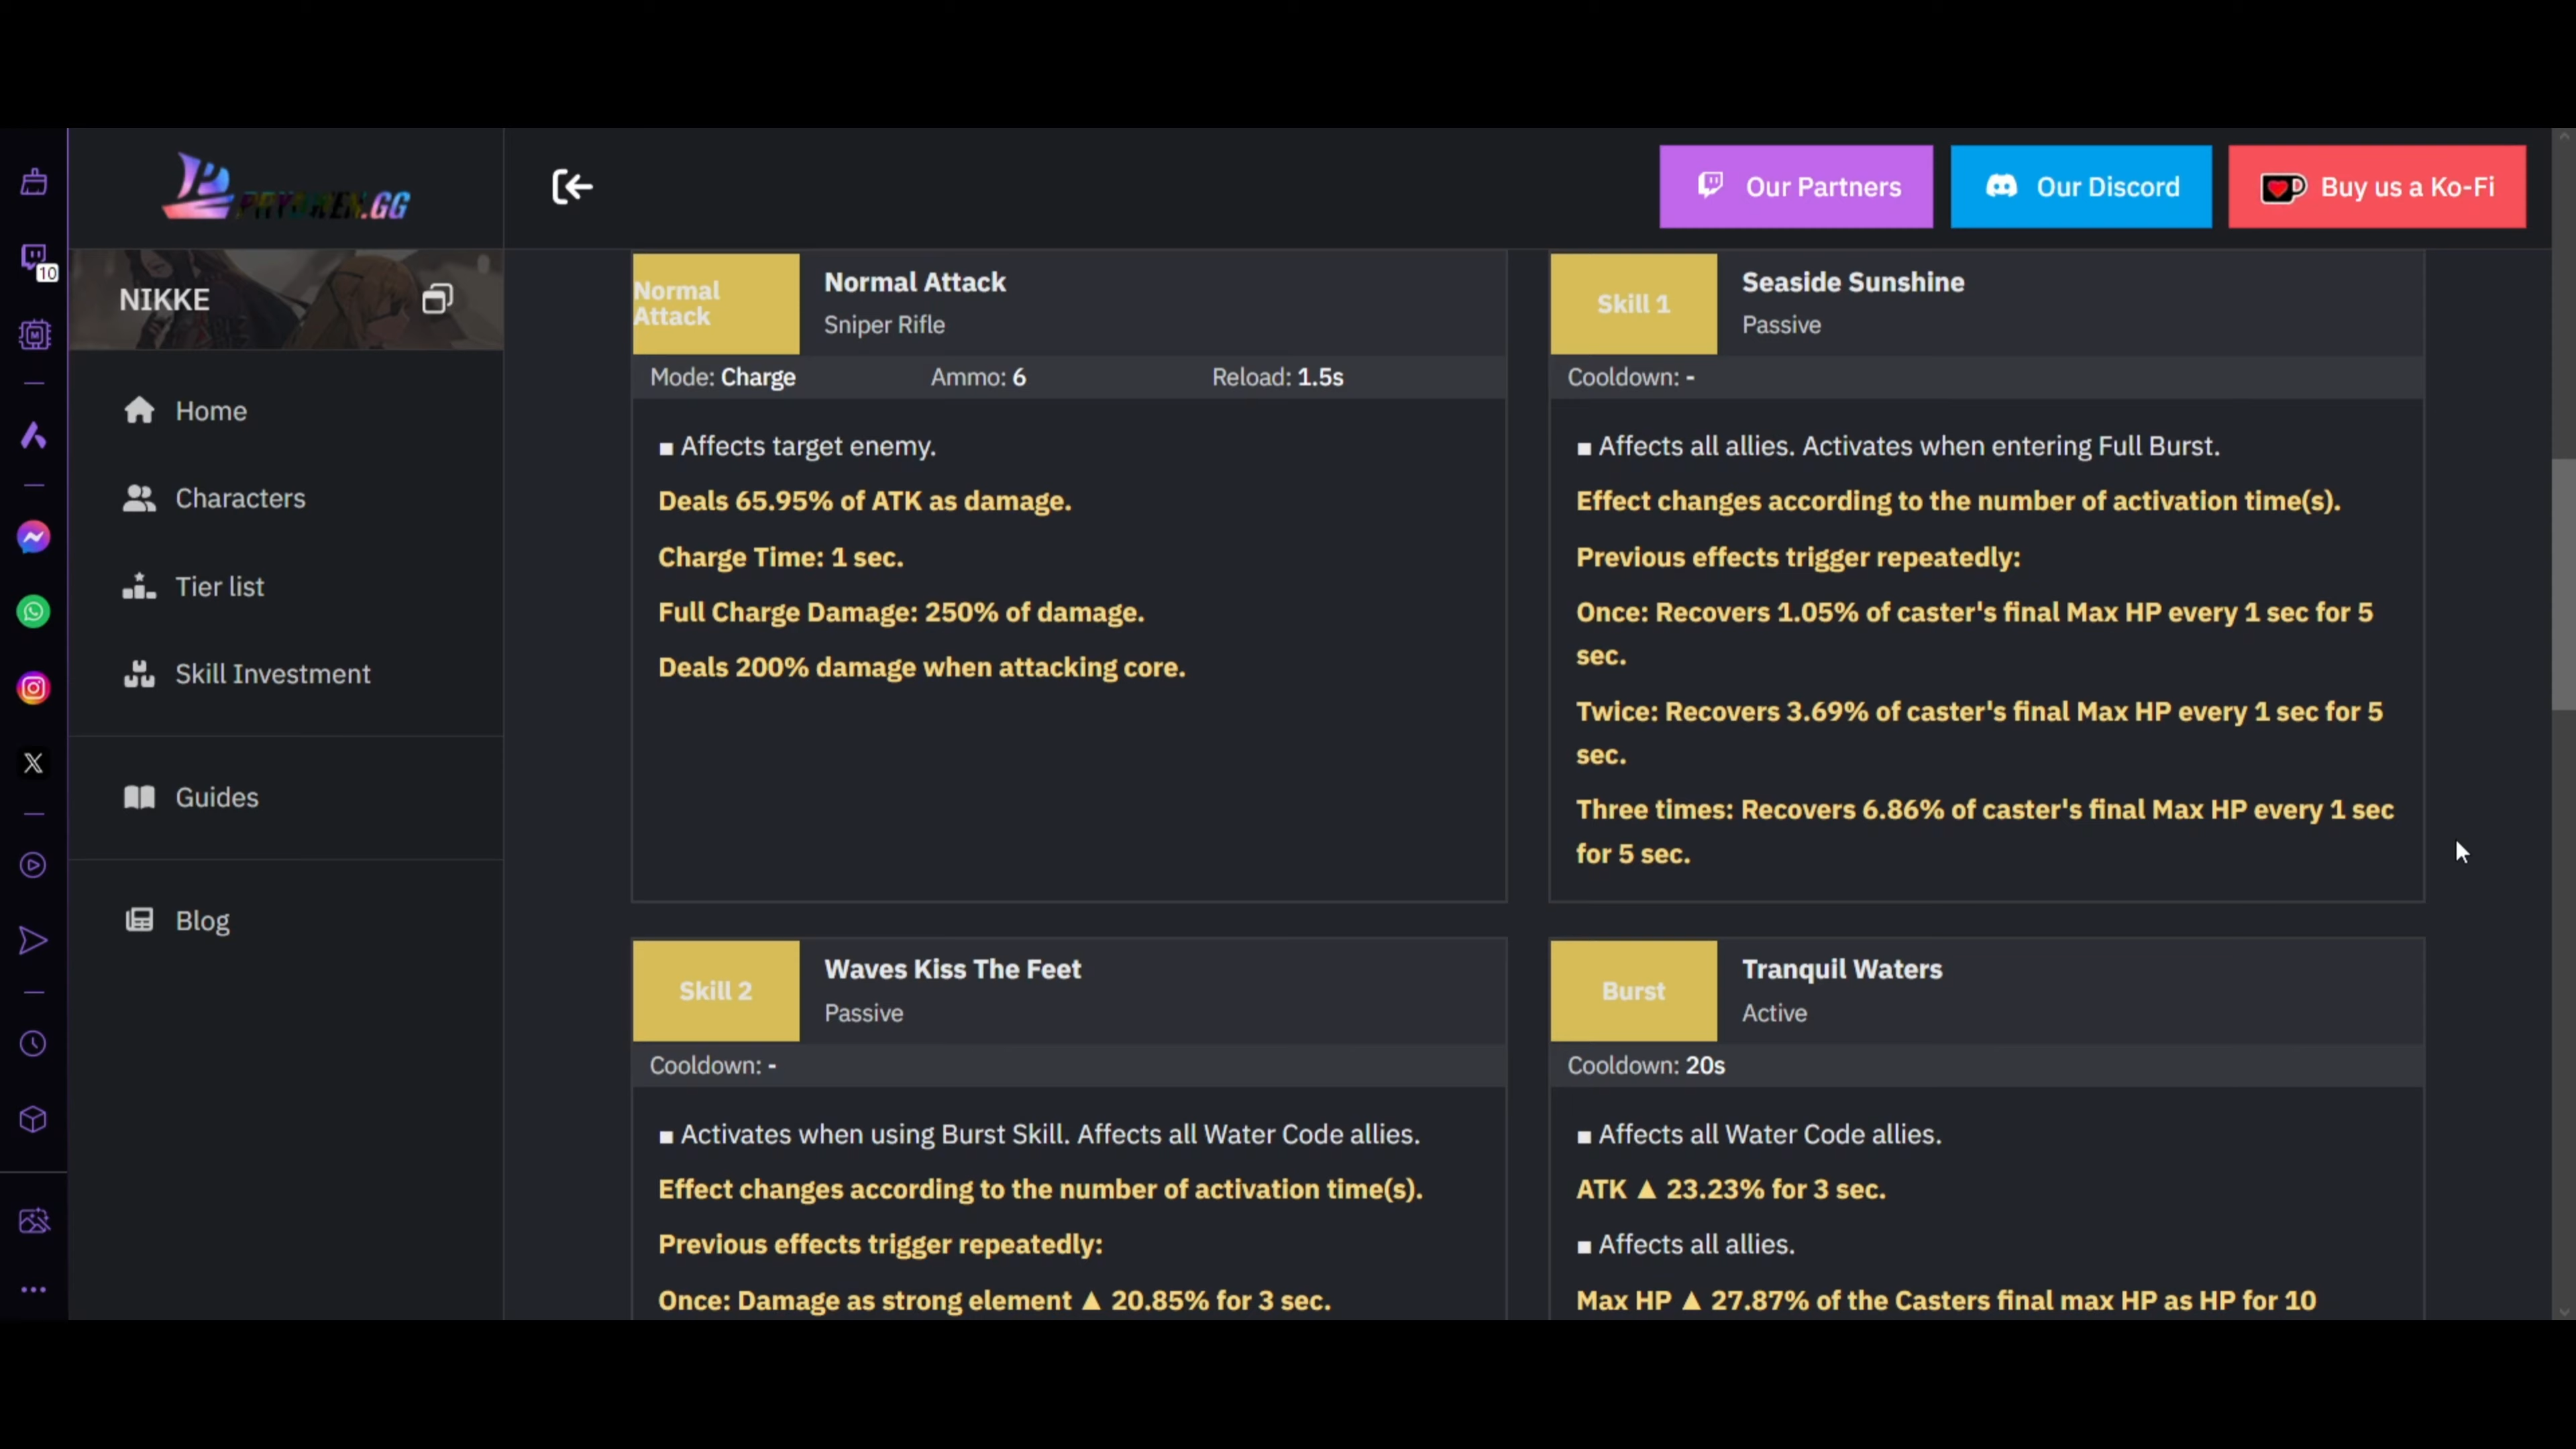 10
PRYDWEN.GG
Our Partners
Our Discord
Buy us a Ko-Fi
NIKKE
Home
Characters
Tier list
Skill Investment
Guides
Blog
Normal
Attack
Normal Attack
Sniper Rifle
Mode: Charge Ammo: 6 Reload: 1.5s
■ Affects target enemy.
Deals 65.95% of ATK as damage.
Charge Time: 1 sec.
Full Charge Damage: 250% of damage.
Deals 200% damage when attacking core.
Skill 1
Seaside Sunshine
Passive
Cooldown: -
■ Affects all allies. Activates when entering Full Burst.
Effect changes according to the number of activation time(s).
Previous effects trigger repeatedly:
Once: Recovers 1.05% of caster's final Max HP every 1 sec for 5
sec.
Twice: Recovers 3.69% of caster's final Max HP every 1 sec for 5
sec.
Three times: Recovers 6.86% of caster's final Max HP every 1 sec
for 5 sec.
Skill 2
Waves Kiss The Feet
Passive
Cooldown: -
■ Activates when using Burst Skill. Affects all Water Code allies.
Effect changes according to the number of activation time(s).
Previous effects trigger repeatedly:
Once: Damage as strong element ▲ 20.85% for 3 sec.
Burst
Tranquil Waters
Active
Cooldown: 20s
■ Affects all Water Code allies.
ATK ▲ 23.23% for 3 sec.
■ Affects all allies.
Max HP ▲ 27.87% of the Casters final max HP as HP for 10